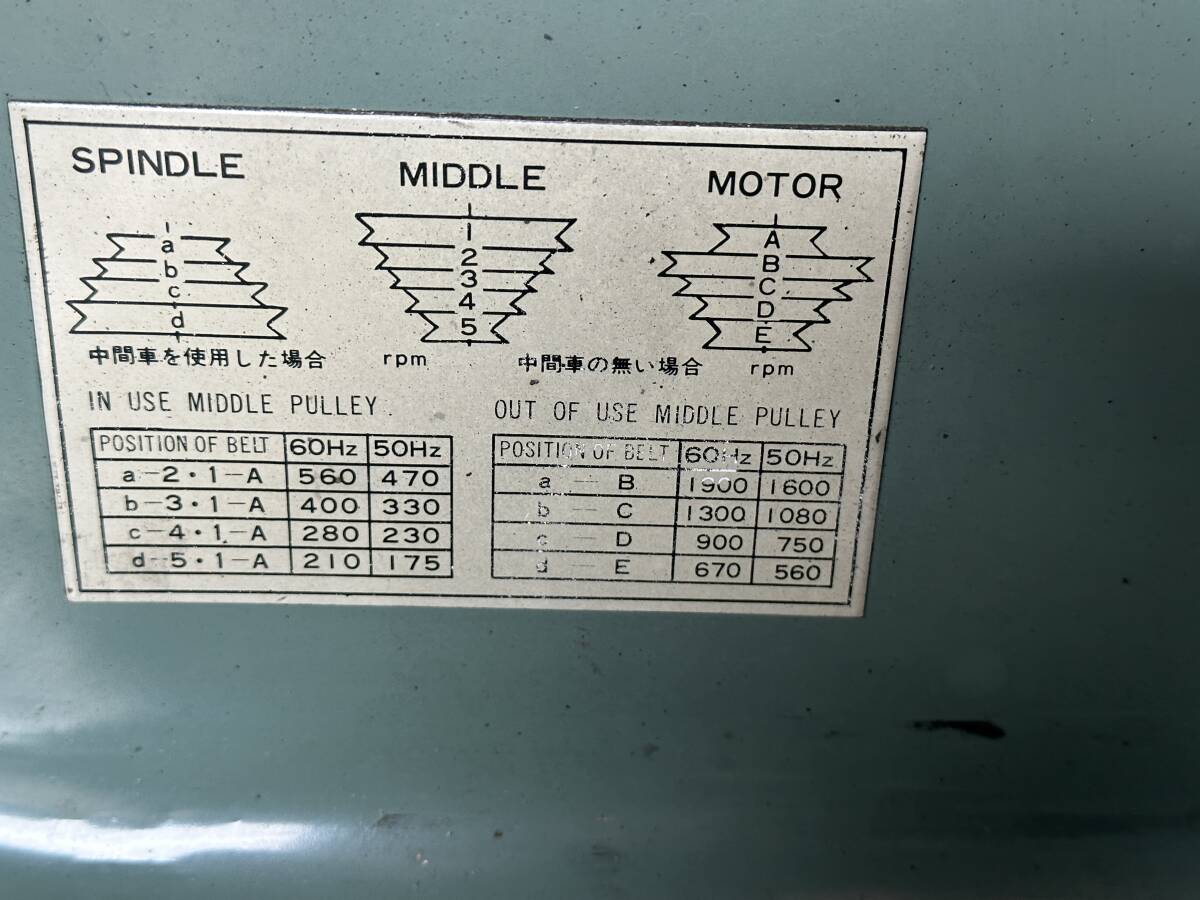 SPINDLE MIDDLE MOTOR
a
b
c
d
1
2
3
4
5
A
B
C
D
E
中間車を使用した場合 rpm
IN USE MIDDLE PULLEY
POSITION OF BELT 60Hz 50Hz
a-2・1-A 560 470
b-3・1-A 400 330
c-4・1-A 280 230
d-5・1-A 210 175
中間車の無い場合 rpm
OUT OF USE MIDDLE PULLEY
POSITION OF BELT 60Hz 50Hz
a - B 1900 1600
b - C 1300 1080
c - D 900 750
d - E 670 560